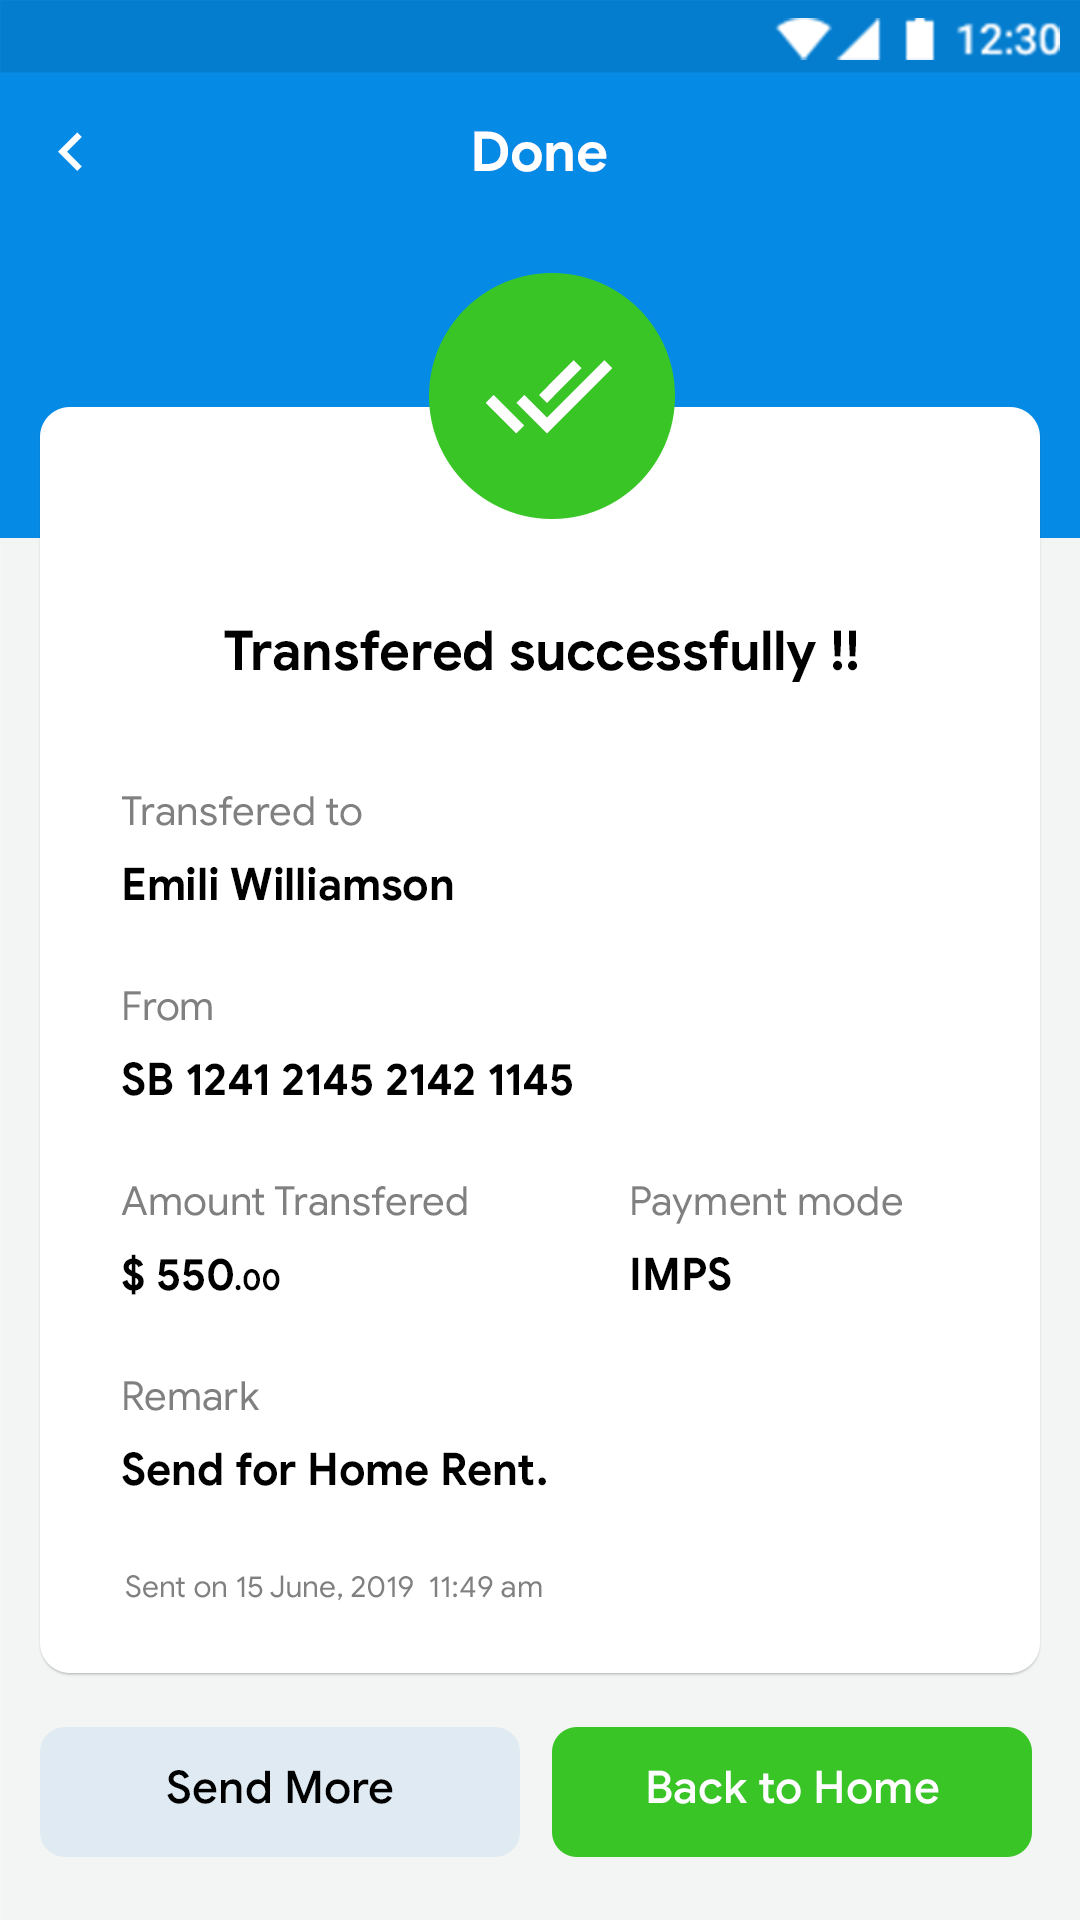 12:30
Done
Transfered successfully !!
Transfered to
Emili Williamson
From
SB 1241 2145 2142 1145
Amount Transfered
Payment mode
$ 550.00
IMPS
Remark
Send for Home Rent.
Sent on 15 June, 2019  11:49 am
Send More
Back to Home